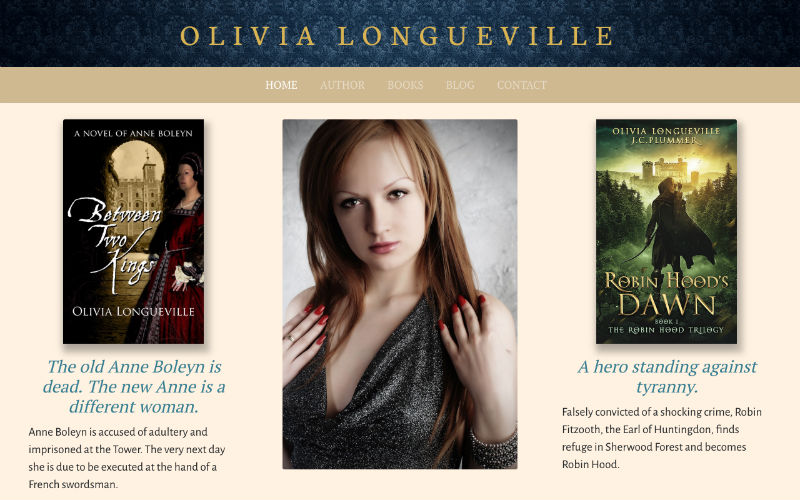 OLIVIA LONGUEVILLE
HOME AUTHOR BOOKS BLOG CONTACT
A NOVEL OF ANNE BOLEYN
Between
Two
Kings
OLIVIA LONGUEVILLE
The old Anne Boleyn is
dead. The new Anne is a
different woman.
Anne Boleyn is accused of adultery and
imprisoned at the Tower. The very next day
she is due to be executed at the hand of a
French swordsman.
OLIVIA LONGUEVILLE
J.C.PLUMMER
ROBIN HOOD'S
DAWN
BOOK I
THE ROBIN HOOD TRILOGY
A hero standing against
tyranny.
Falsely convicted of a shocking crime, Robin
Fitzooth, the Earl of Huntingdon, finds
refuge in Sherwood Forest and becomes
Robin Hood.